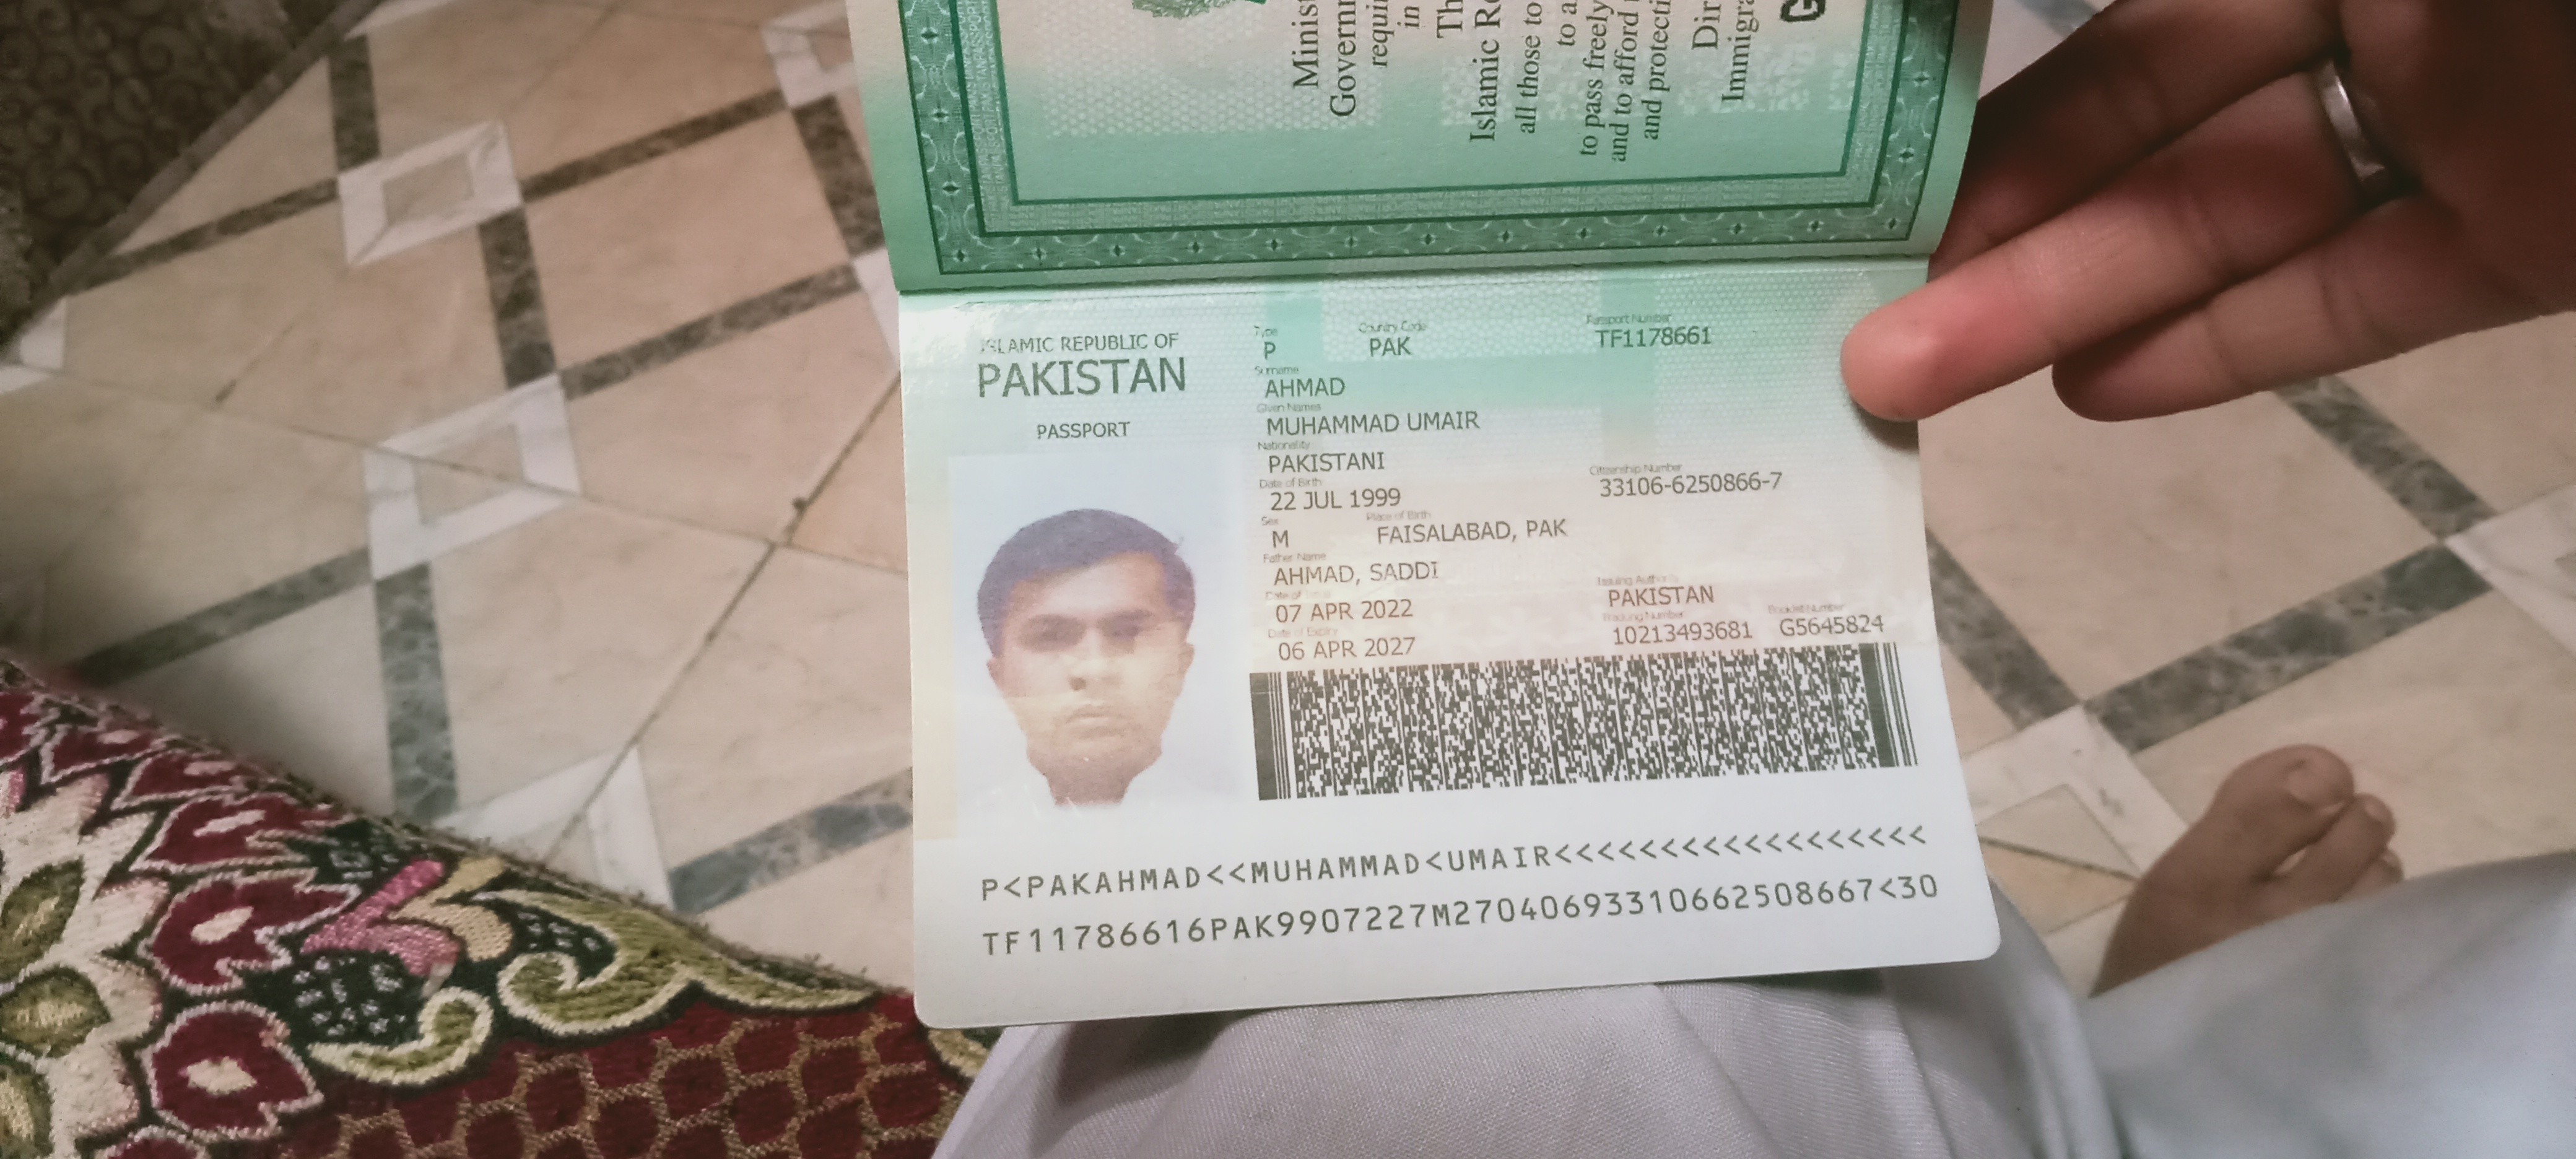 Minis
Governm
requi
in
Th
Islamic Re
all those to
to a
to pass freely
and to afford
and protecti
Dir
Immigra
G
ISLAMIC REPUBLIC OF
PAKISTAN
PASSPORT
Type
P
Country Code
PAK
Passport Number
TF1178661
Surname
AHMAD
Given Names
MUHAMMAD UMAIR
Nationality
PAKISTANI
Date of Birth
22 JUL 1999
Citizenship Number
33106-6250866-7
Sex
M
Place of Birth
FAISALABAD, PAK
Father Name
AHMAD, SADDI
Date of
07 APR 2022
Issuing Authority
PAKISTAN
Date of Expiry
06 APR 2027
Tracking Number
10213493681
Booklet Number
G5645824
P<PAKAHMAD<<MUHAMMAD<UMAIR<<<<<<<<<<<<<<<<<<
TF11786616PAK9907227M27040693310662508667<30